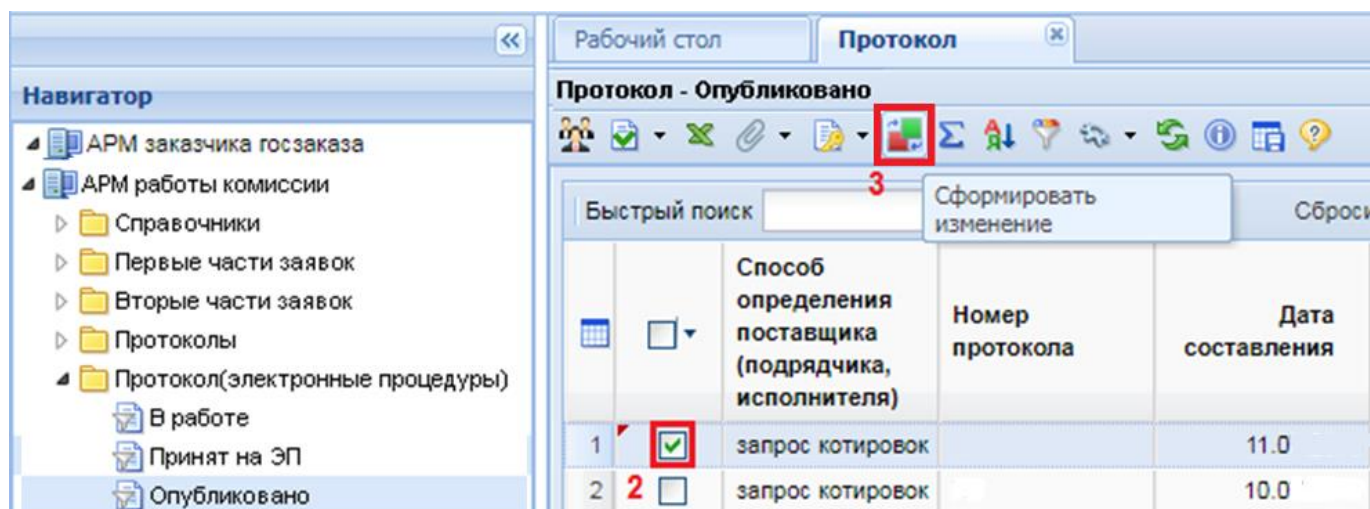 Рабочий стол
Протокол
Навигатор
Протокол - Опубликовано
АРМ заказчика госзаказа
АРМ работы комиссии
Справочники
Первые части заявок
Вторые части заявок
Протоколы
Протокол(электронные процедуры)
В работе
Принят на ЭП
Опубликовано
3
Сформировать
изменение
Быстрый поиск
Сброси
Способ
определения
поставщика
(подрядчика,
исполнителя)
Номер
протокола
Дата
составления
1 запрос котировок 11.0
2 2 запрос котировок 10.0